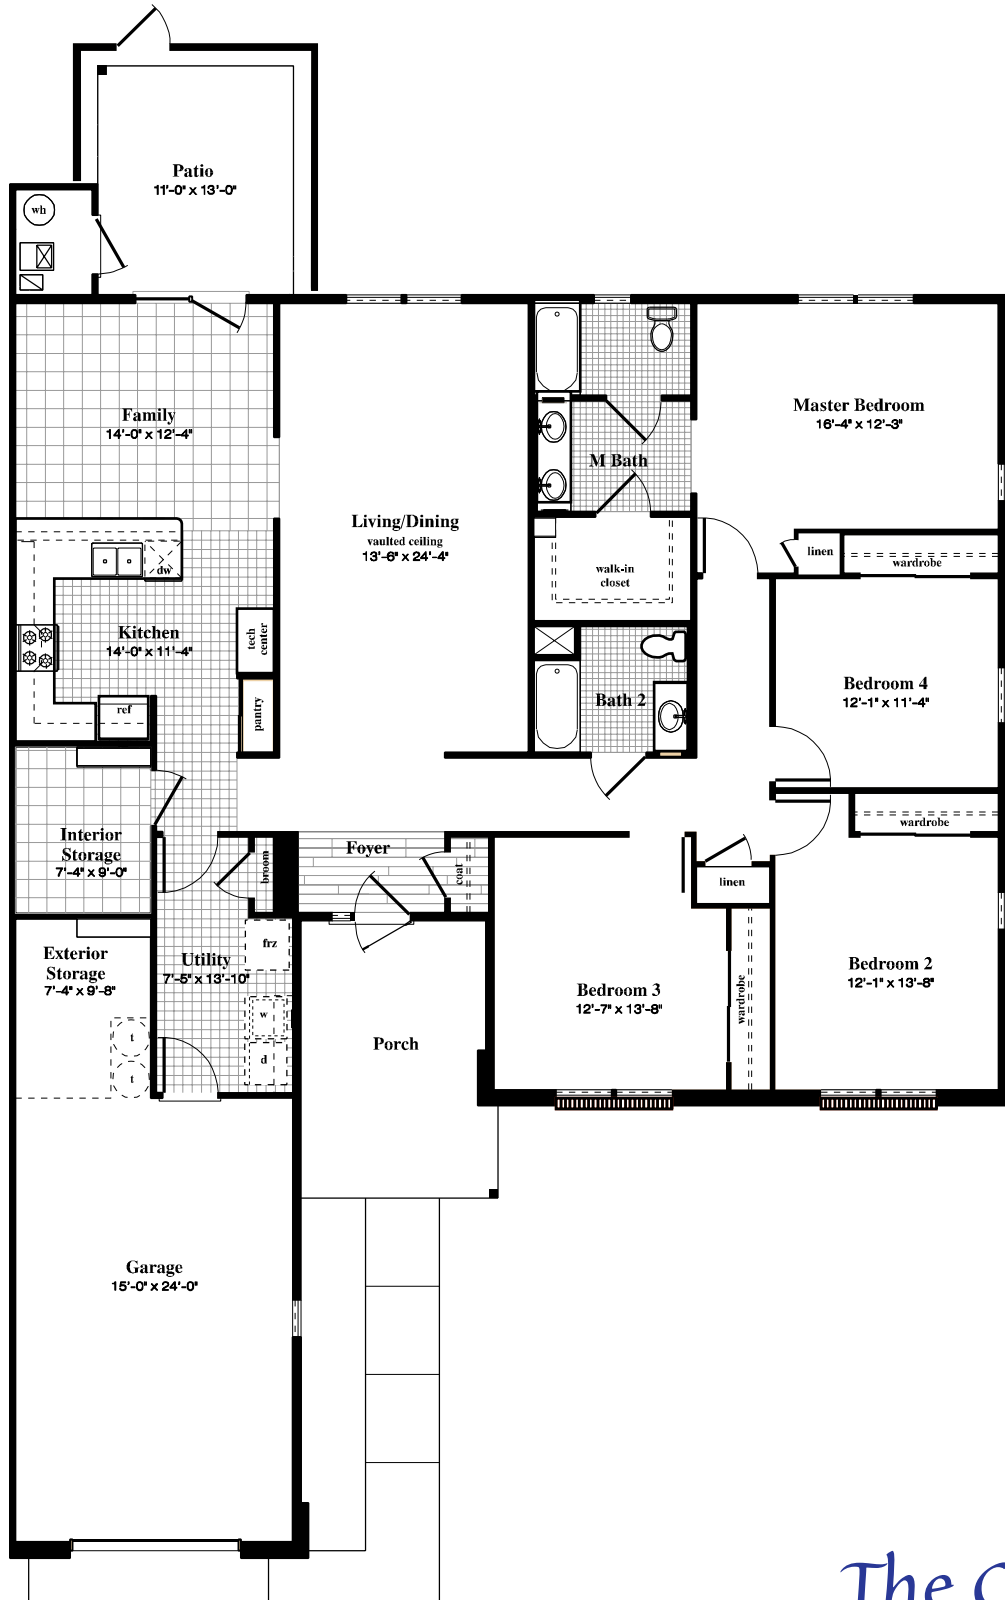 Patio
11'-0" x 13'-0"
wh
Family
14'-0" x 12'-4"
Master Bedroom
16'-4" x 12'-3"
M Bath
Living/Dining
vaulted ceiling
13'-6" x 24'-4"
linen
wardrobe
dw
walk-in
closet
Kitchen
14'-0" x 11'-4"
tech
center
Bedroom 4
12'-1" x 11'-4"
Bath 2
ref
pantry
wardrobe
Interior
Storage
7'-4" x 9'-0"
Foyer
broom
coat
linen
Exterior
Storage
7'-4" x 9'-8"
frz
Utility
7'-5" x 13'-10"
Bedroom 2
12'-1" x 13'-8"
Bedroom 3
12'-7" x 13'-8"
wardrobe
w
t
Porch
d
t
Garage
15'-0" x 24'-0"
The